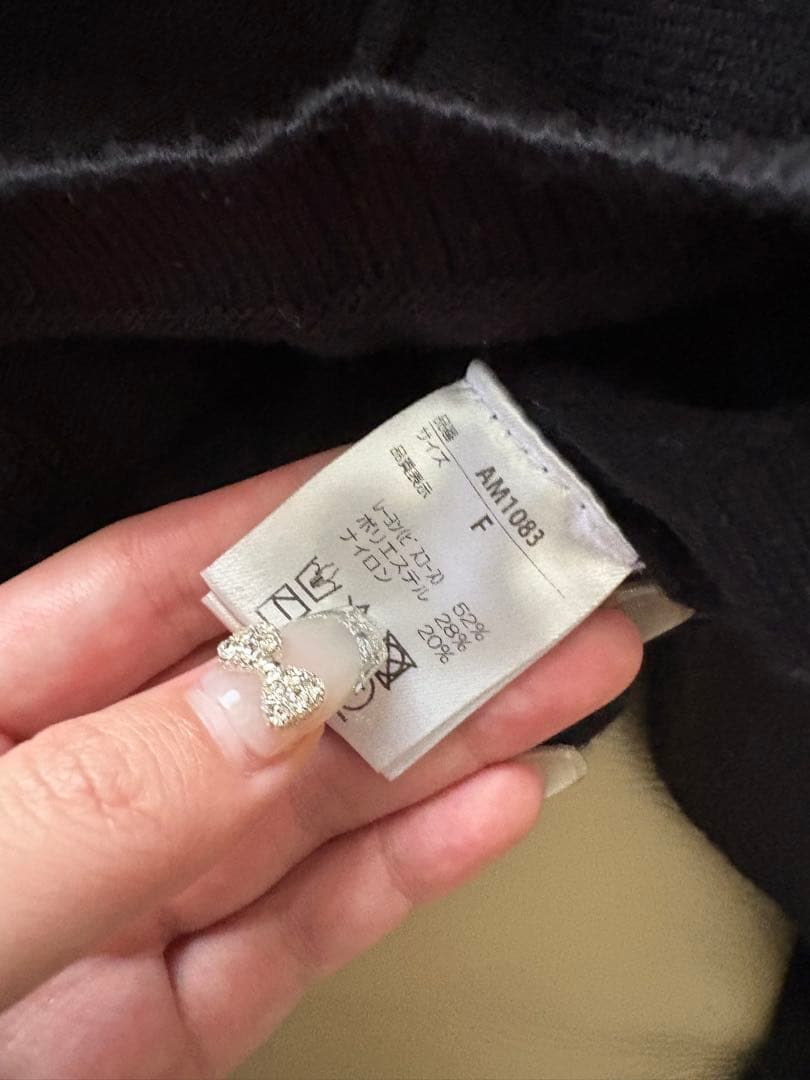 品番 AM1083
サイズ F
品質表示
レーヨン(ビスコース) 52%
ポリエステル 28%
ナイロン 20%